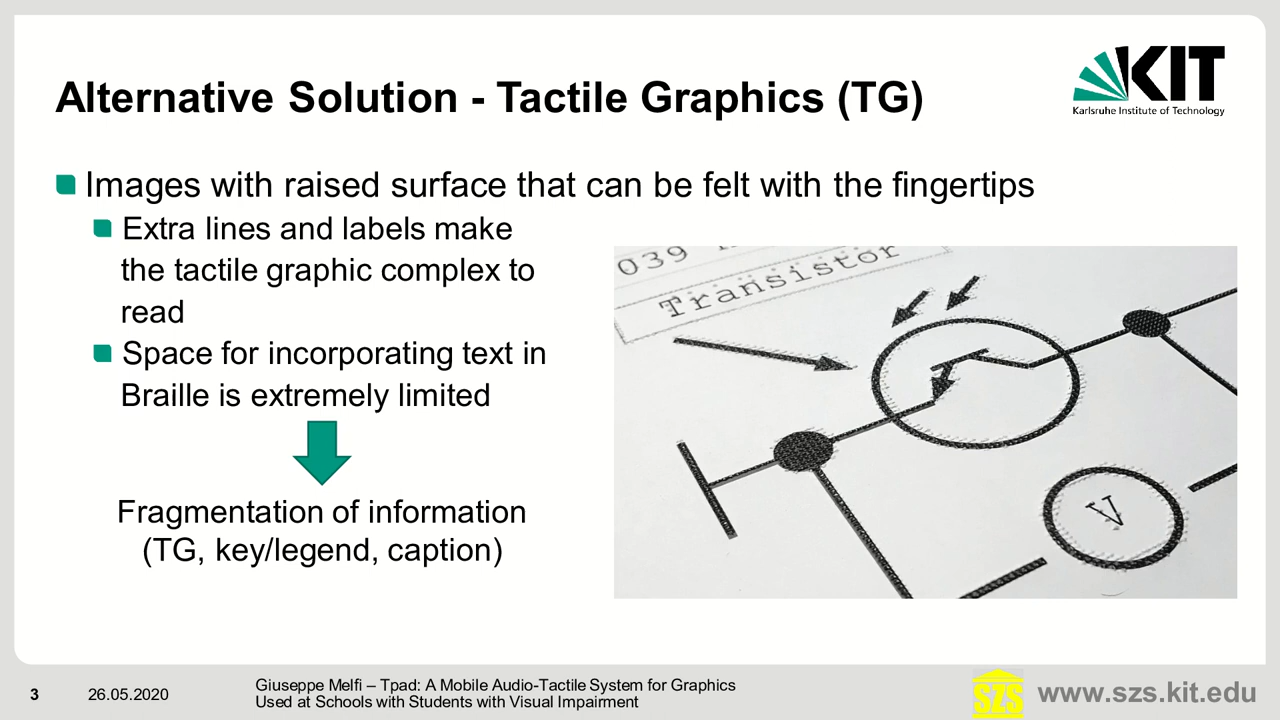 Alternative Solution - Tactile Graphics (TG)
KIT
Karlsruhe Institute of Technology
Images with raised surface that can be felt with the fingertips
Extra lines and labels make
the tactile graphic complex to
read
Space for incorporating text in
Braille is extremely limited
Fragmentation of information
(TG, key/legend, caption)
039
Transistor
V
3
26.05.2020
Giuseppe Melfi – Tpad: A Mobile Audio-Tactile System for Graphics
Used at Schools with Students with Visual Impairment
SZS
www.szs.kit.edu